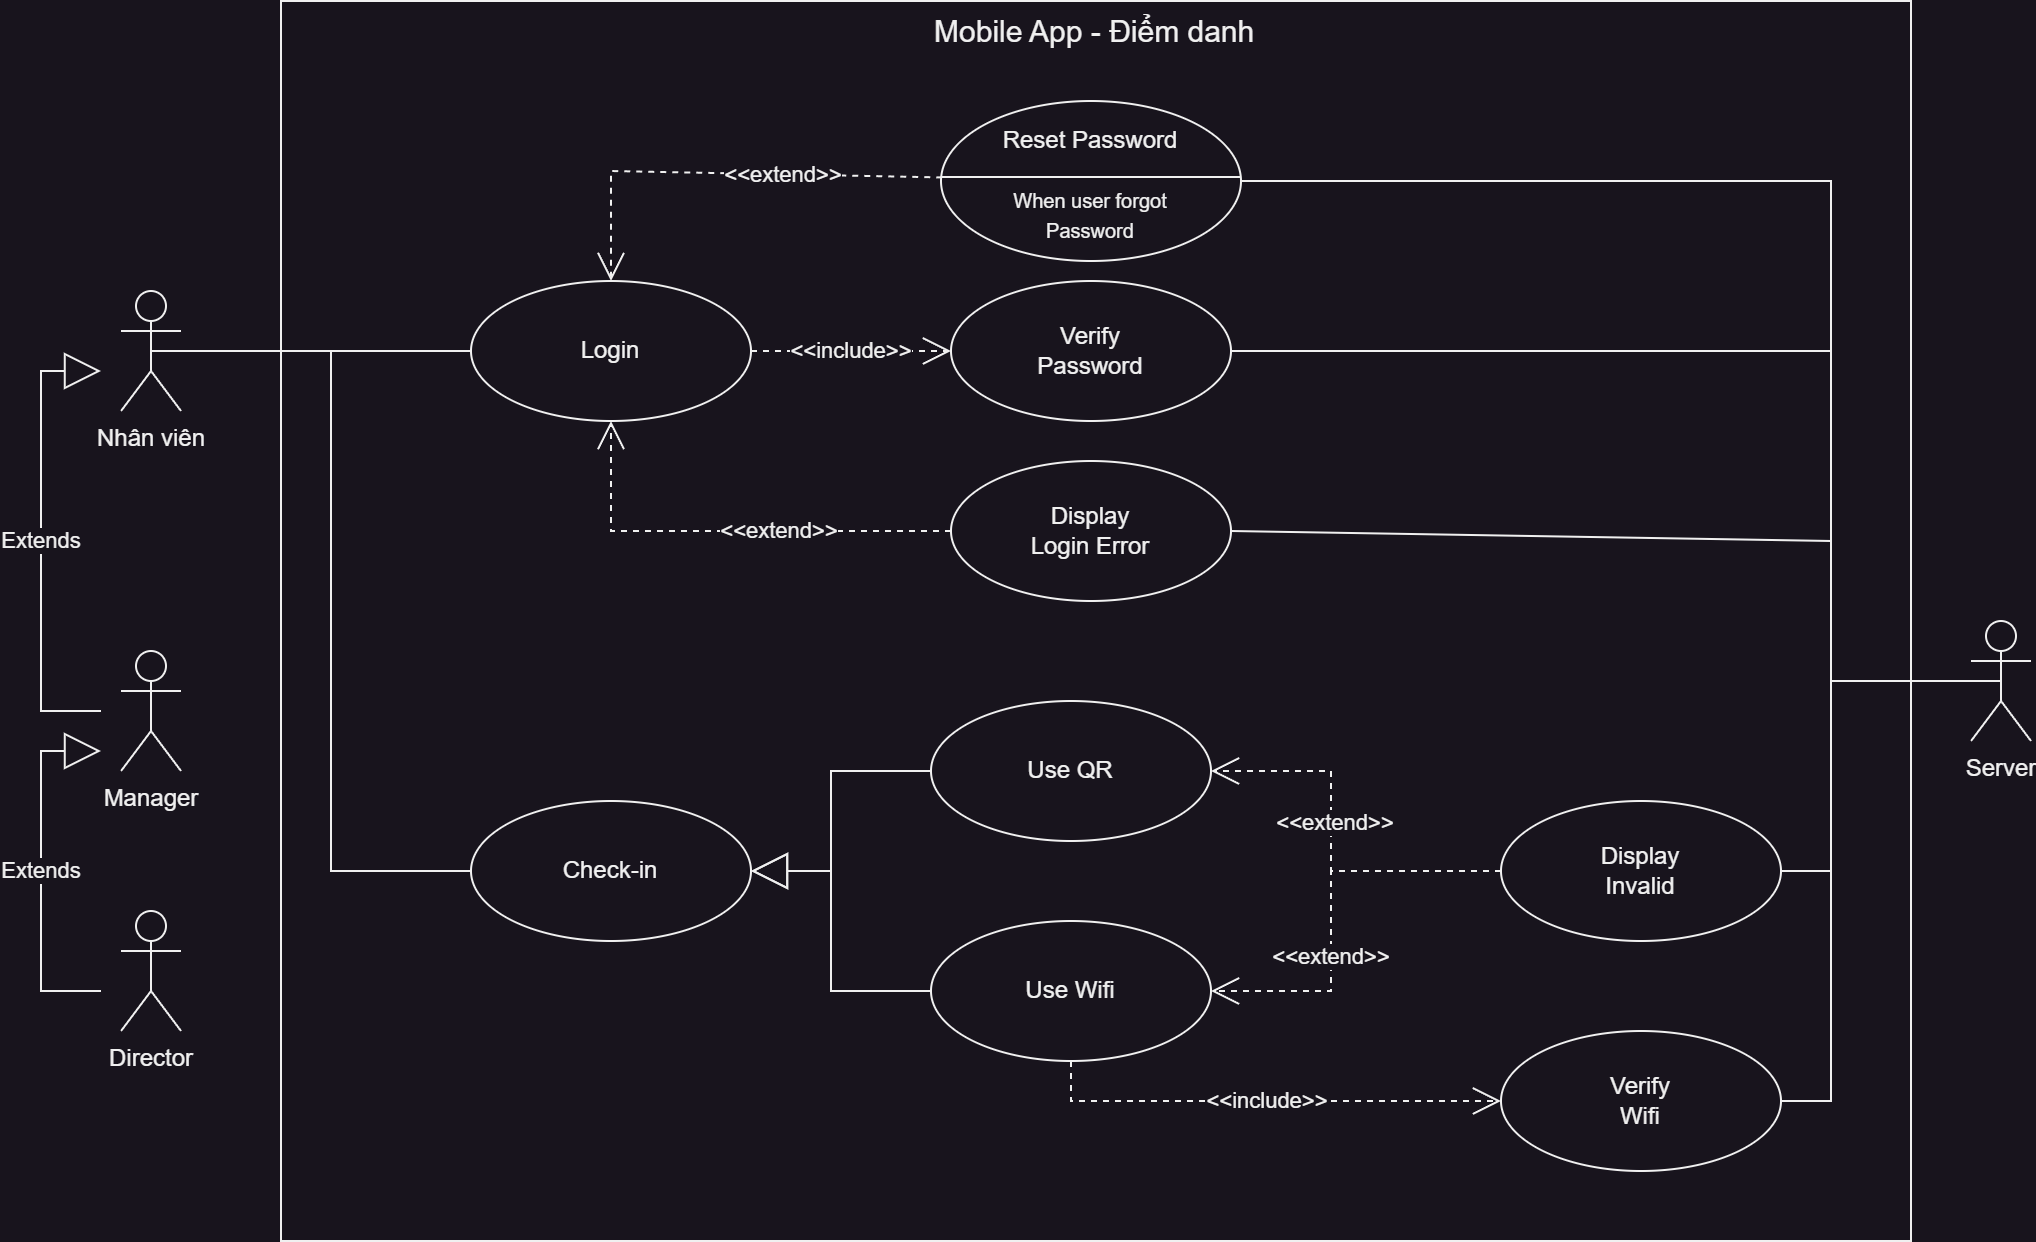 Mobile App - Điểm danh
Reset Password
<<extend>>
When user forgot
Password
Login
<<include>>
Verify
Password
Nhân viên
Display
Login Error
<<extend>>
Extends
Manager
Server
Use QR
<<extend>>
Check-in
Display
Invalid
Extends
<<extend>>
Use Wifi
Director
<<include>>
Verify
Wifi